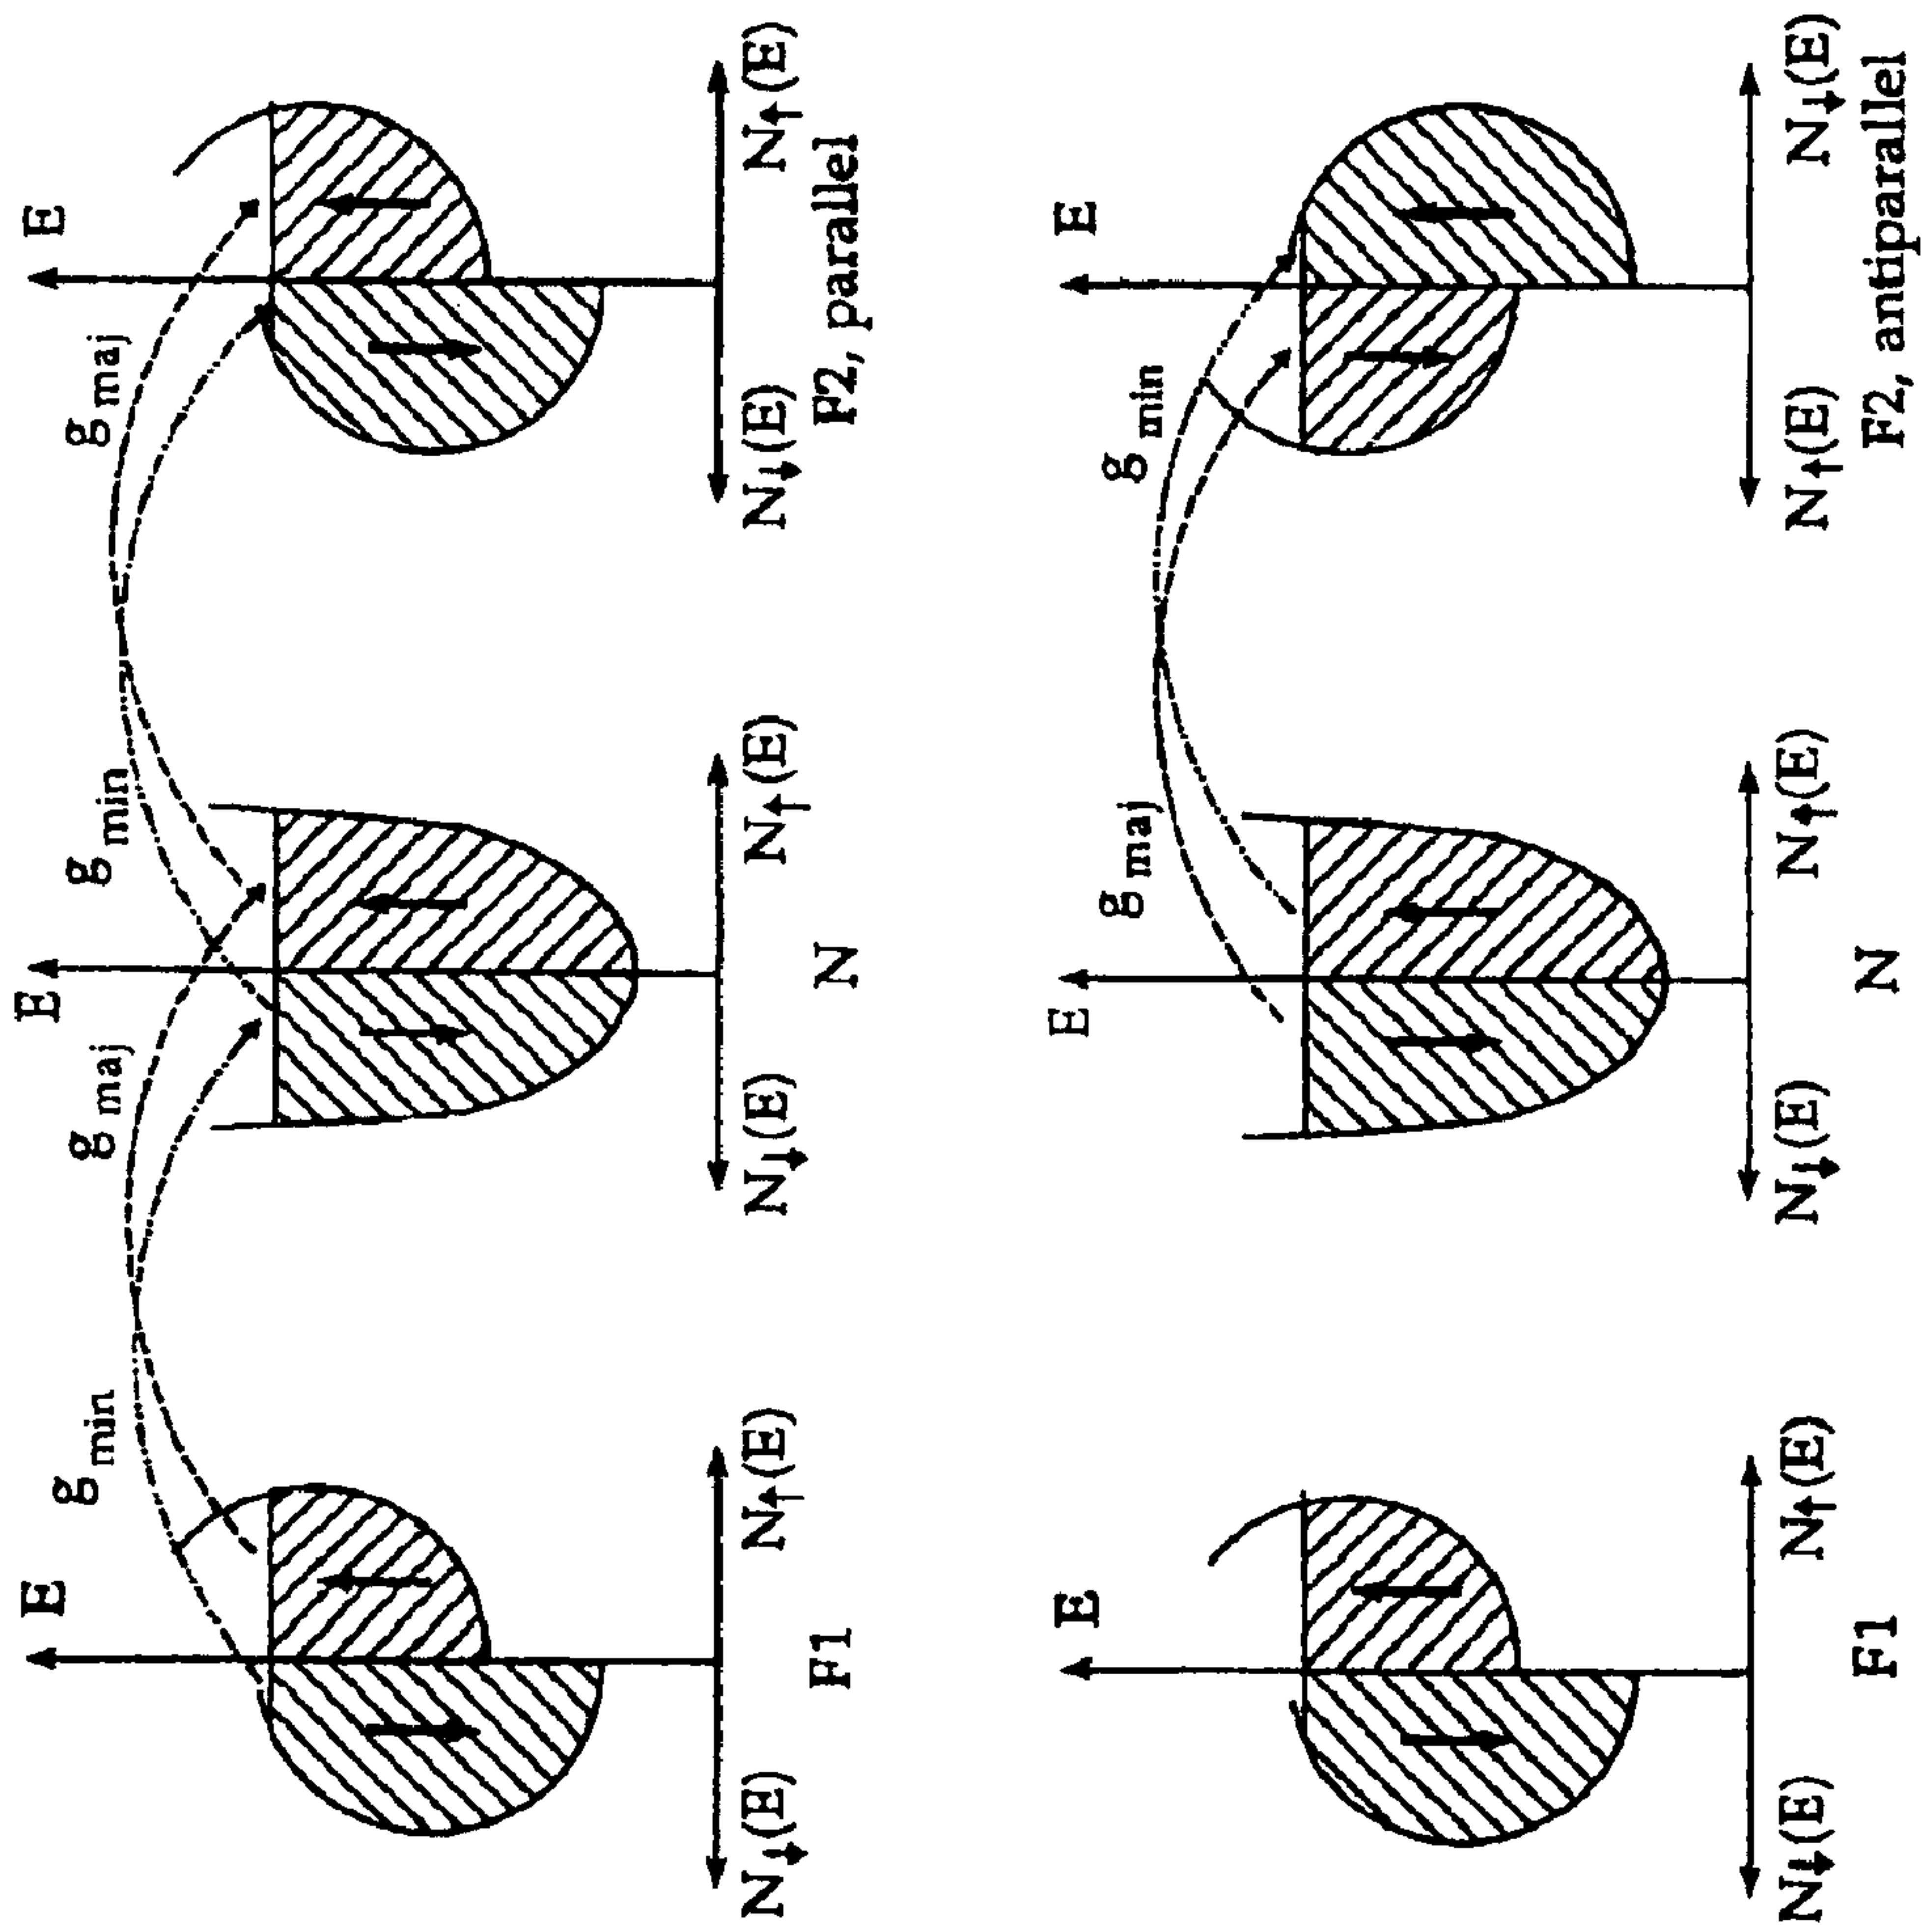 E E E
g min g maj g min g maj
N↓(E) N↑(E) N↓(E) N↑(E) N↓(E) N↑(E)
F1 N F2, parallel
E E E
g maj g min
N↓(E) N↑(E) N↓(E) N↑(E) N↑(E) N↓(E)
F1 N F2, antiparallel